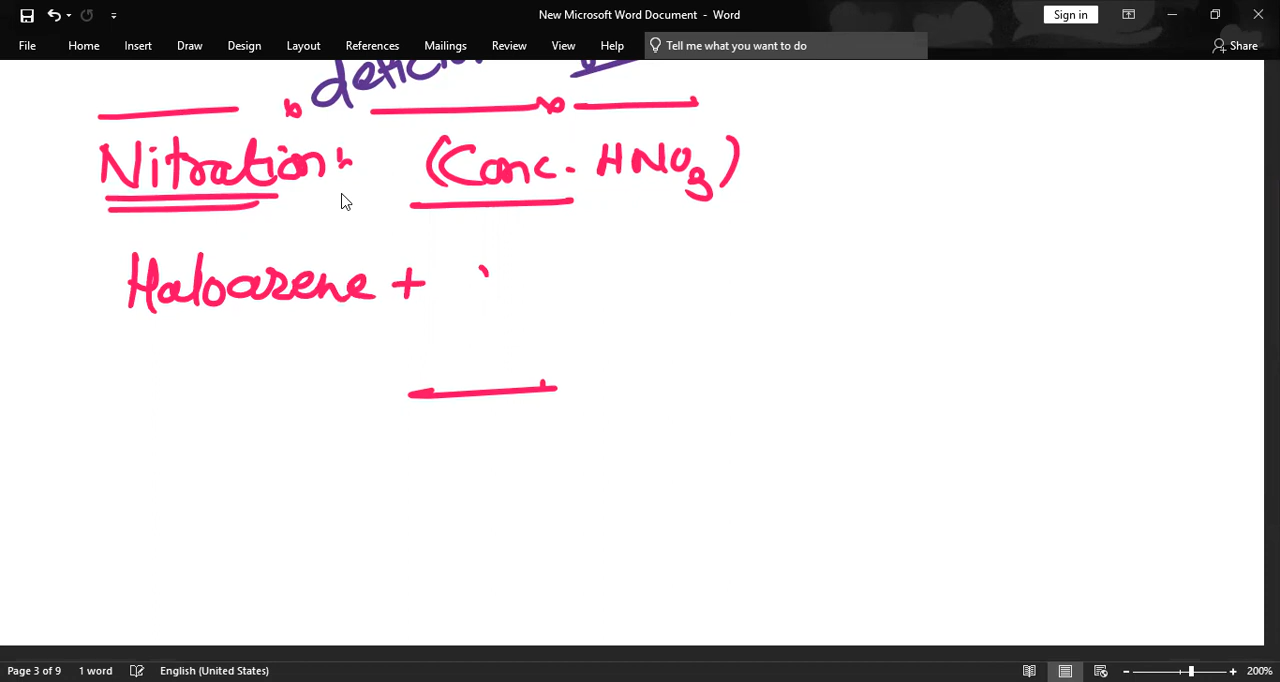 New Microsoft Word Document - Word
Sign in
File Home Insert Draw Design Layout References Mailings Review View Help Tell me what you want to do Share
Nitration:- (Conc. HNO3)
Haloarene +
Page 3 of 9 1 word English (United States) 200%